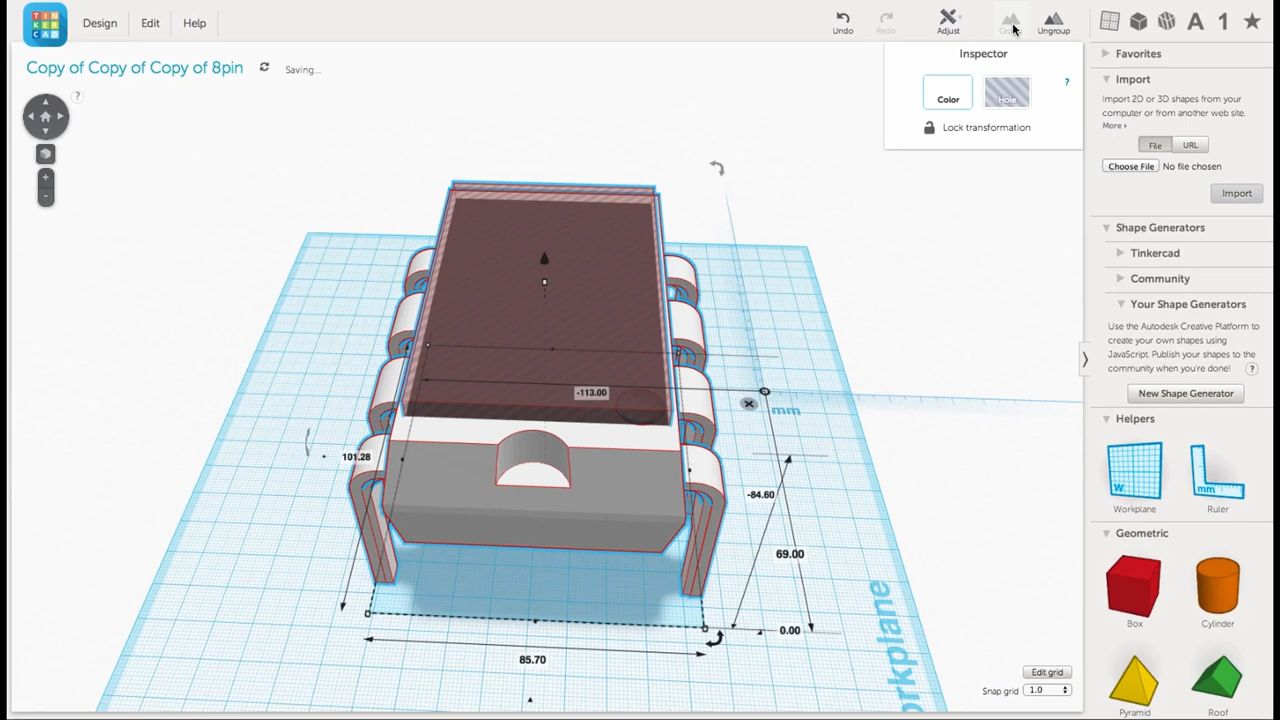 TIN
KER
CAD
Design
Edit
Help
Undo
Redo
Adjust
Ungroup
1
Copy of Copy of Copy of 8pin
Saving...
?
+
-
Inspector
Color
Hole
?
Lock transformation
Favorites
Import
Import 2D or 3D shapes from your
computer or from another web site.
More
File
URL
Choose File No file chosen
Import
Shape Generators
Tinkercad
Community
Your Shape Generators
Use the Autodesk Creative Platform to
create your own shapes using
JavaScript. Publish your shapes to the
community when you're done!
?
New Shape Generator
Helpers
W
mm
Workplane
Ruler
Geometric
Box
Cylinder
Pyramid
Roof
-113.00
mm
101.28
-84.60
69.00
0.00
85.70
orkplane
Edit grid
Snap grid
1.0